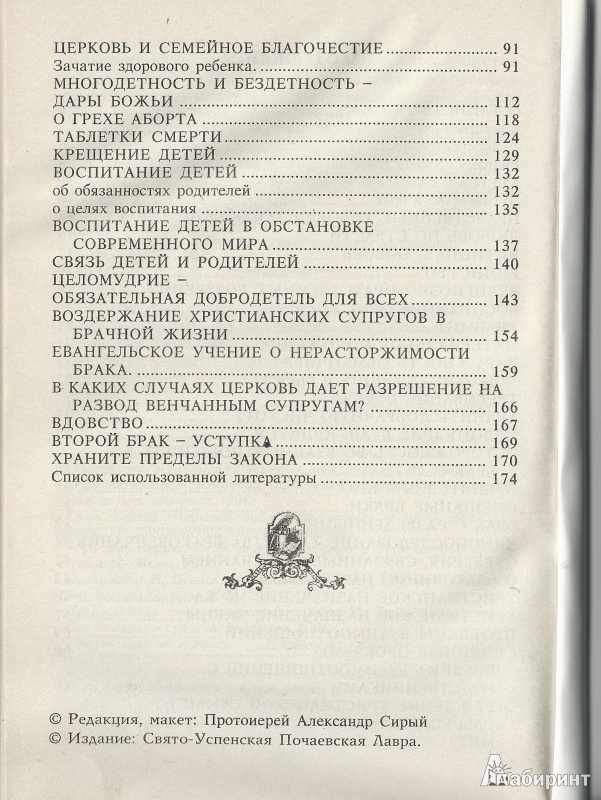 ЦЕРКОВЬ И СЕМЕЙНОЕ БЛАГОЧЕСТИЕ ..................... 91
Зачатие здорового ребенка. ..................................... 91
МНОГОДЕТНОСТЬ И БЕЗДЕТНОСТЬ –
ДАРЫ БОЖЬИ ................................................ 112
О ГРЕХЕ АБОРТА ............................................. 118
ТАБЛЕТКИ СМЕРТИ .......................................... 124
КРЕЩЕНИЕ ДЕТЕЙ ........................................... 129
ВОСПИТАНИЕ ДЕТЕЙ ........................................ 132
об обязанностях родителей .................................... 132
о целях воспитания ............................................ 135
ВОСПИТАНИЕ ДЕТЕЙ В ОБСТАНОВКЕ
СОВРЕМЕННОГО МИРА .................................... 137
СВЯЗЬ ДЕТЕЙ И РОДИТЕЛЕЙ ............................... 140
ЦЕЛОМУДРИЕ –
ОБЯЗАТЕЛЬНАЯ ДОБРОДЕТЕЛЬ ДЛЯ ВСЕХ ............ 143
ВОЗДЕРЖАНИЕ ХРИСТИАНСКИХ СУПРУГОВ В
БРАЧНОЙ ЖИЗНИ .......................................... 154
ЕВАНГЕЛЬСКОЕ УЧЕНИЕ О НЕРАСТОРЖИМОСТИ
БРАКА. ...................................................... 159
В КАКИХ СЛУЧАЯХ ЦЕРКОВЬ ДАЕТ РАЗРЕШЕНИЕ НА
РАЗВОД ВЕНЧАННЫМ СУПРУГАМ? ...................... 166
ВДОВСТВО .................................................... 167
ВТОРОЙ БРАК – УСТУПКА ................................... 169
ХРАНИТЕ ПРЕДЕЛЫ ЗАКОНА ................................ 170
Список использованной литературы .......................... 174
© Редакция, макет: Протоиерей Александр Сирый
© Издание: Свято-Успенская Почаевская Лавра.
Лабиринт